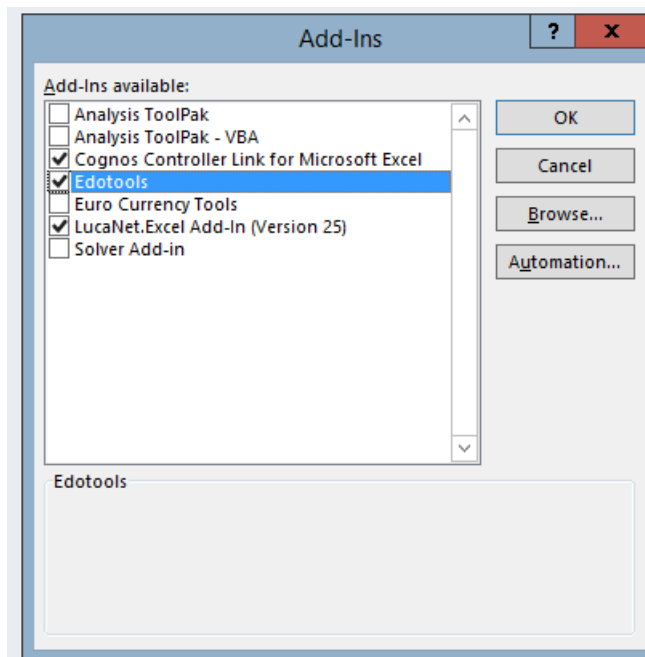 Add-Ins
?
x
Add-Ins available:
Analysis ToolPak
Analysis ToolPak - VBA
Cognos Controller Link for Microsoft Excel
Edotools
Euro Currency Tools
LucaNet.Excel Add-In (Version 25)
Solver Add-in
OK
Cancel
Browse...
Automation...
Edotools